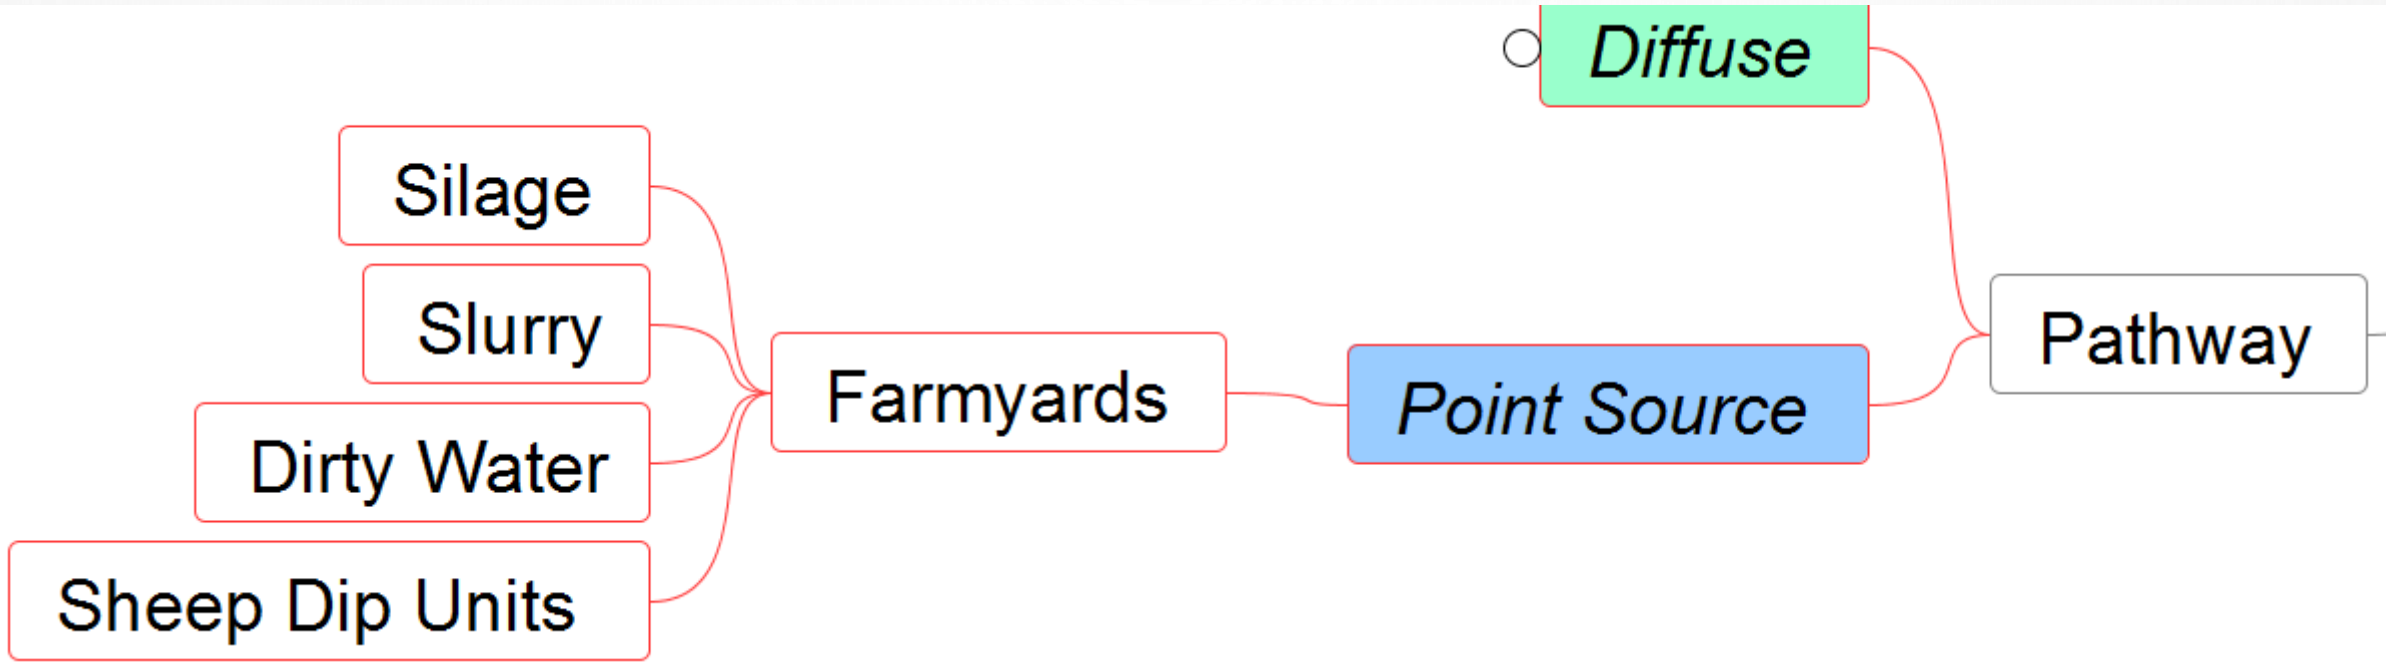 Diffuse
Silage
Slurry
Farmyards
Pathway
Point Source
Dirty Water
Sheep Dip Units